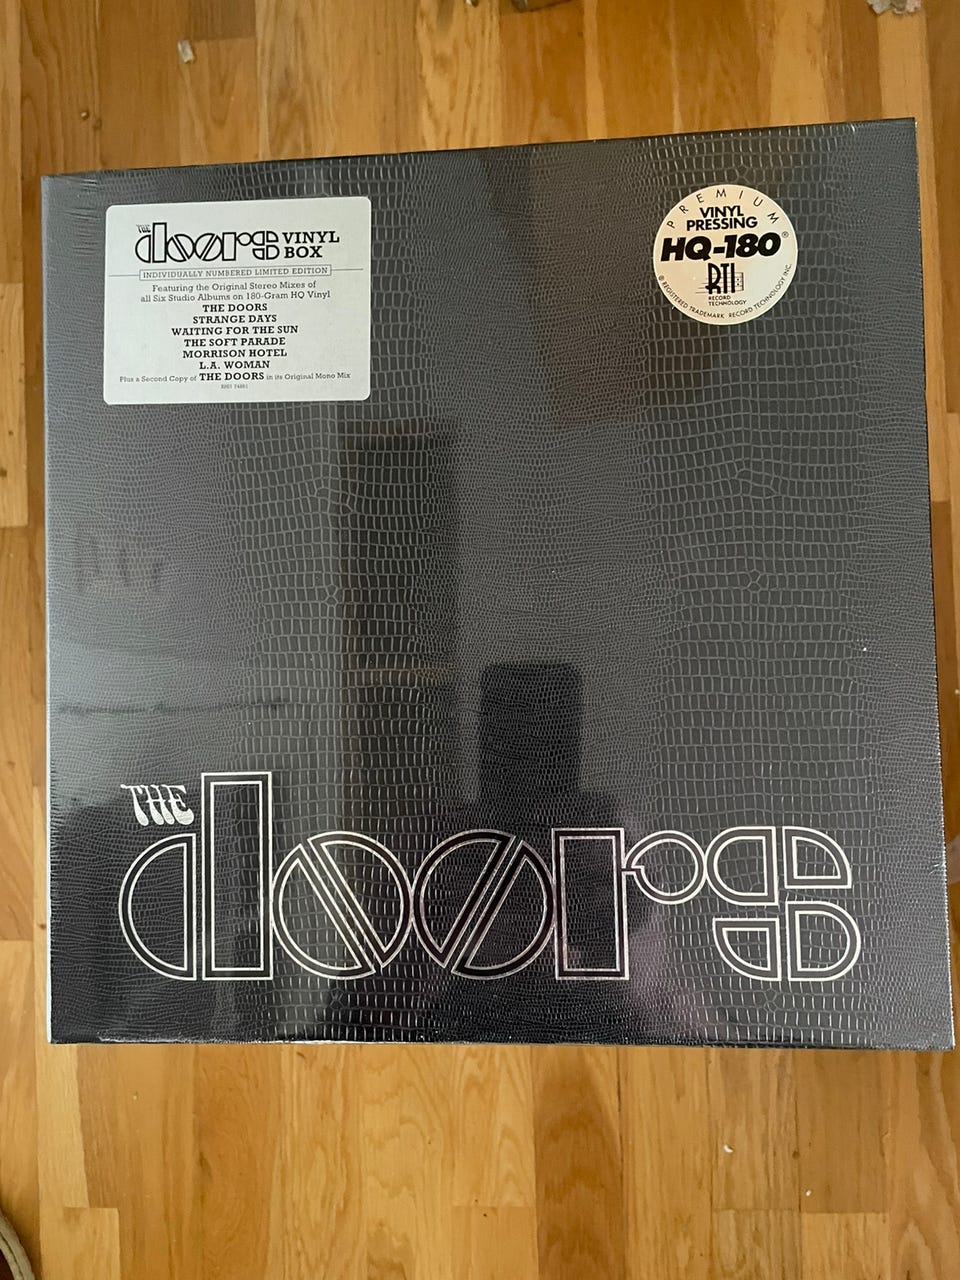 THE doors VINYL BOX
INDIVIDUALLY NUMBERED LIMITED EDITION
Featuring the Original Stereo Mixes of
all Six Studio Albums on 180-Gram HQ Vinyl
THE DOORS
STRANGE DAYS
WAITING FOR THE SUN
THE SOFT PARADE
MORRISON HOTEL
L.A. WOMAN
Plus a Second Copy of THE DOORS in its Original Mono Mix
PREMIUM
VINYL
PRESSING
HQ-180®
RTI
RECORD
TECHNOLOGY
® REGISTERED TRADEMARK RECORD TECHNOLOGY INC.
THE
doors